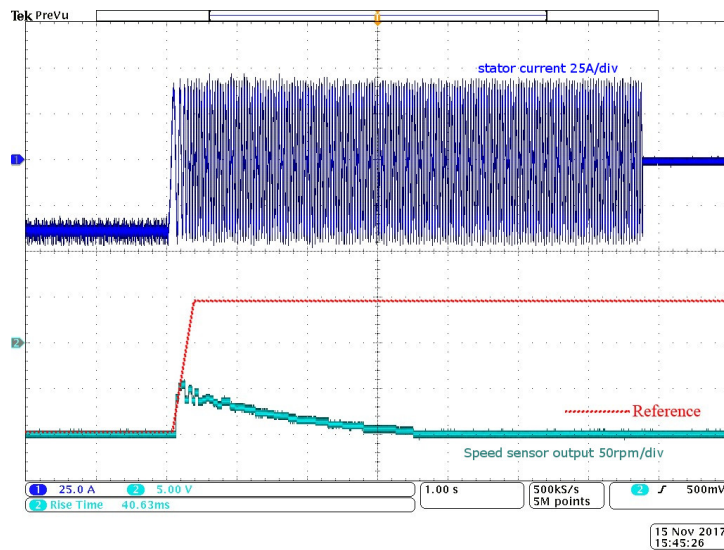 Tek PreVu
stator current 25A/div
1
2
Reference
Speed sensor output 50rpm/div
1 25.0 A 2 5.00 V 1.00 s 500kS/s 2 500mV
5M points
2 Rise Time 40.63ms
15 Nov 2017
15:45:26